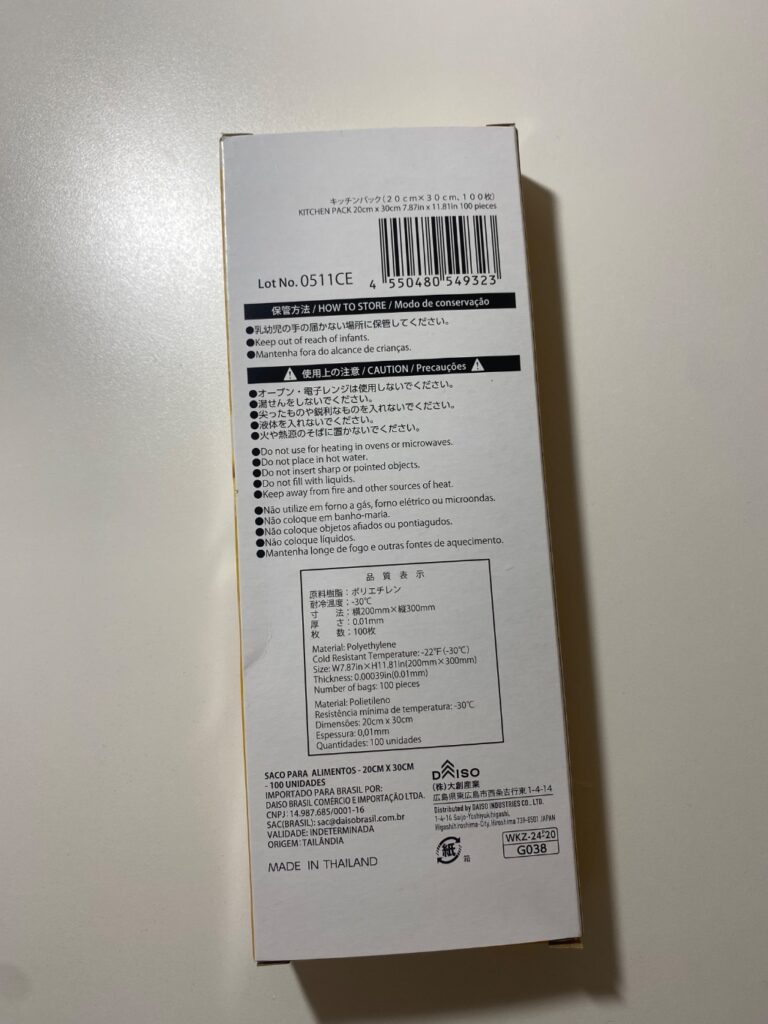 キッチンパック(20cm×30cm、100枚)
KITCHEN PACK 20cm x 30cm 7.87in x 11.81in 100 pieces
Lot No. 0511CE
4 550480 549323
保管方法 / HOW TO STORE / Modo de conservação
●乳幼児の手の届かない場所に保管してください。
●Keep out of reach of infants.
●Mantenha fora do alcance de crianças.
使用上の注意 / CAUTION / Precauções
●オーブン・電子レンジは使用しないでください。
●湯せんをしないでください。
●尖ったものや鋭利なものを入れないでください。
●液体を入れないでください。
●火や熱源のそばに置かないでください。
●Do not use for heating in ovens or microwaves.
●Do not place in hot water.
●Do not insert sharp or pointed objects.
●Do not fill with liquids.
●Keep away from fire and other sources of heat.
●Não utilize em forno a gás, forno elétrico ou microondas.
●Não coloque em banho-maria.
●Não coloque objetos afiados ou pontiagudos.
●Não coloque líquidos.
●Mantenha longe de fogo e outras fontes de aquecimento.
品質表示
原料樹脂:ポリエチレン
耐冷温度:-30℃
寸法:横200mm×縦300mm
厚さ:0.01mm
枚数:100枚
Material: Polyethylene
Cold Resistant Temperature: -22℉(-30℃)
Size: W7.87in×H11.81in(200mm×300mm)
Thickness: 0.00039in(0.01mm)
Number of bags: 100 pieces
Material: Polietileno
Resistência mínima de temperatura: -30℃
Dimensões: 20cm x 30cm
Espessura: 0,01mm
Quantidades: 100 unidades
SACO PARA ALIMENTOS - 20CM X 30CM
- 100 UNIDADES
IMPORTADO PARA BRASIL POR:
DAISO BRASIL COMÉRCIO E IMPORTAÇÃO LTDA.
CNPJ: 14.987.685/0001-16
SAC(BRASIL): sac@daisobrasil.com.br
VALIDADE: INDETERMINADA
ORIGEM: TAILÂNDIA
MADE IN THAILAND
DAISO
(株)大創産業
広島県東広島市西条吉行東1-4-14
Distributed by DAISO INDUSTRIES CO., LTD.
1-4-14 Saijo-Yoshiyukihigashi,
Higashihiroshima-City, Hiroshima 739-8501 JAPAN
紙 箱
WKZ-24-20
G038